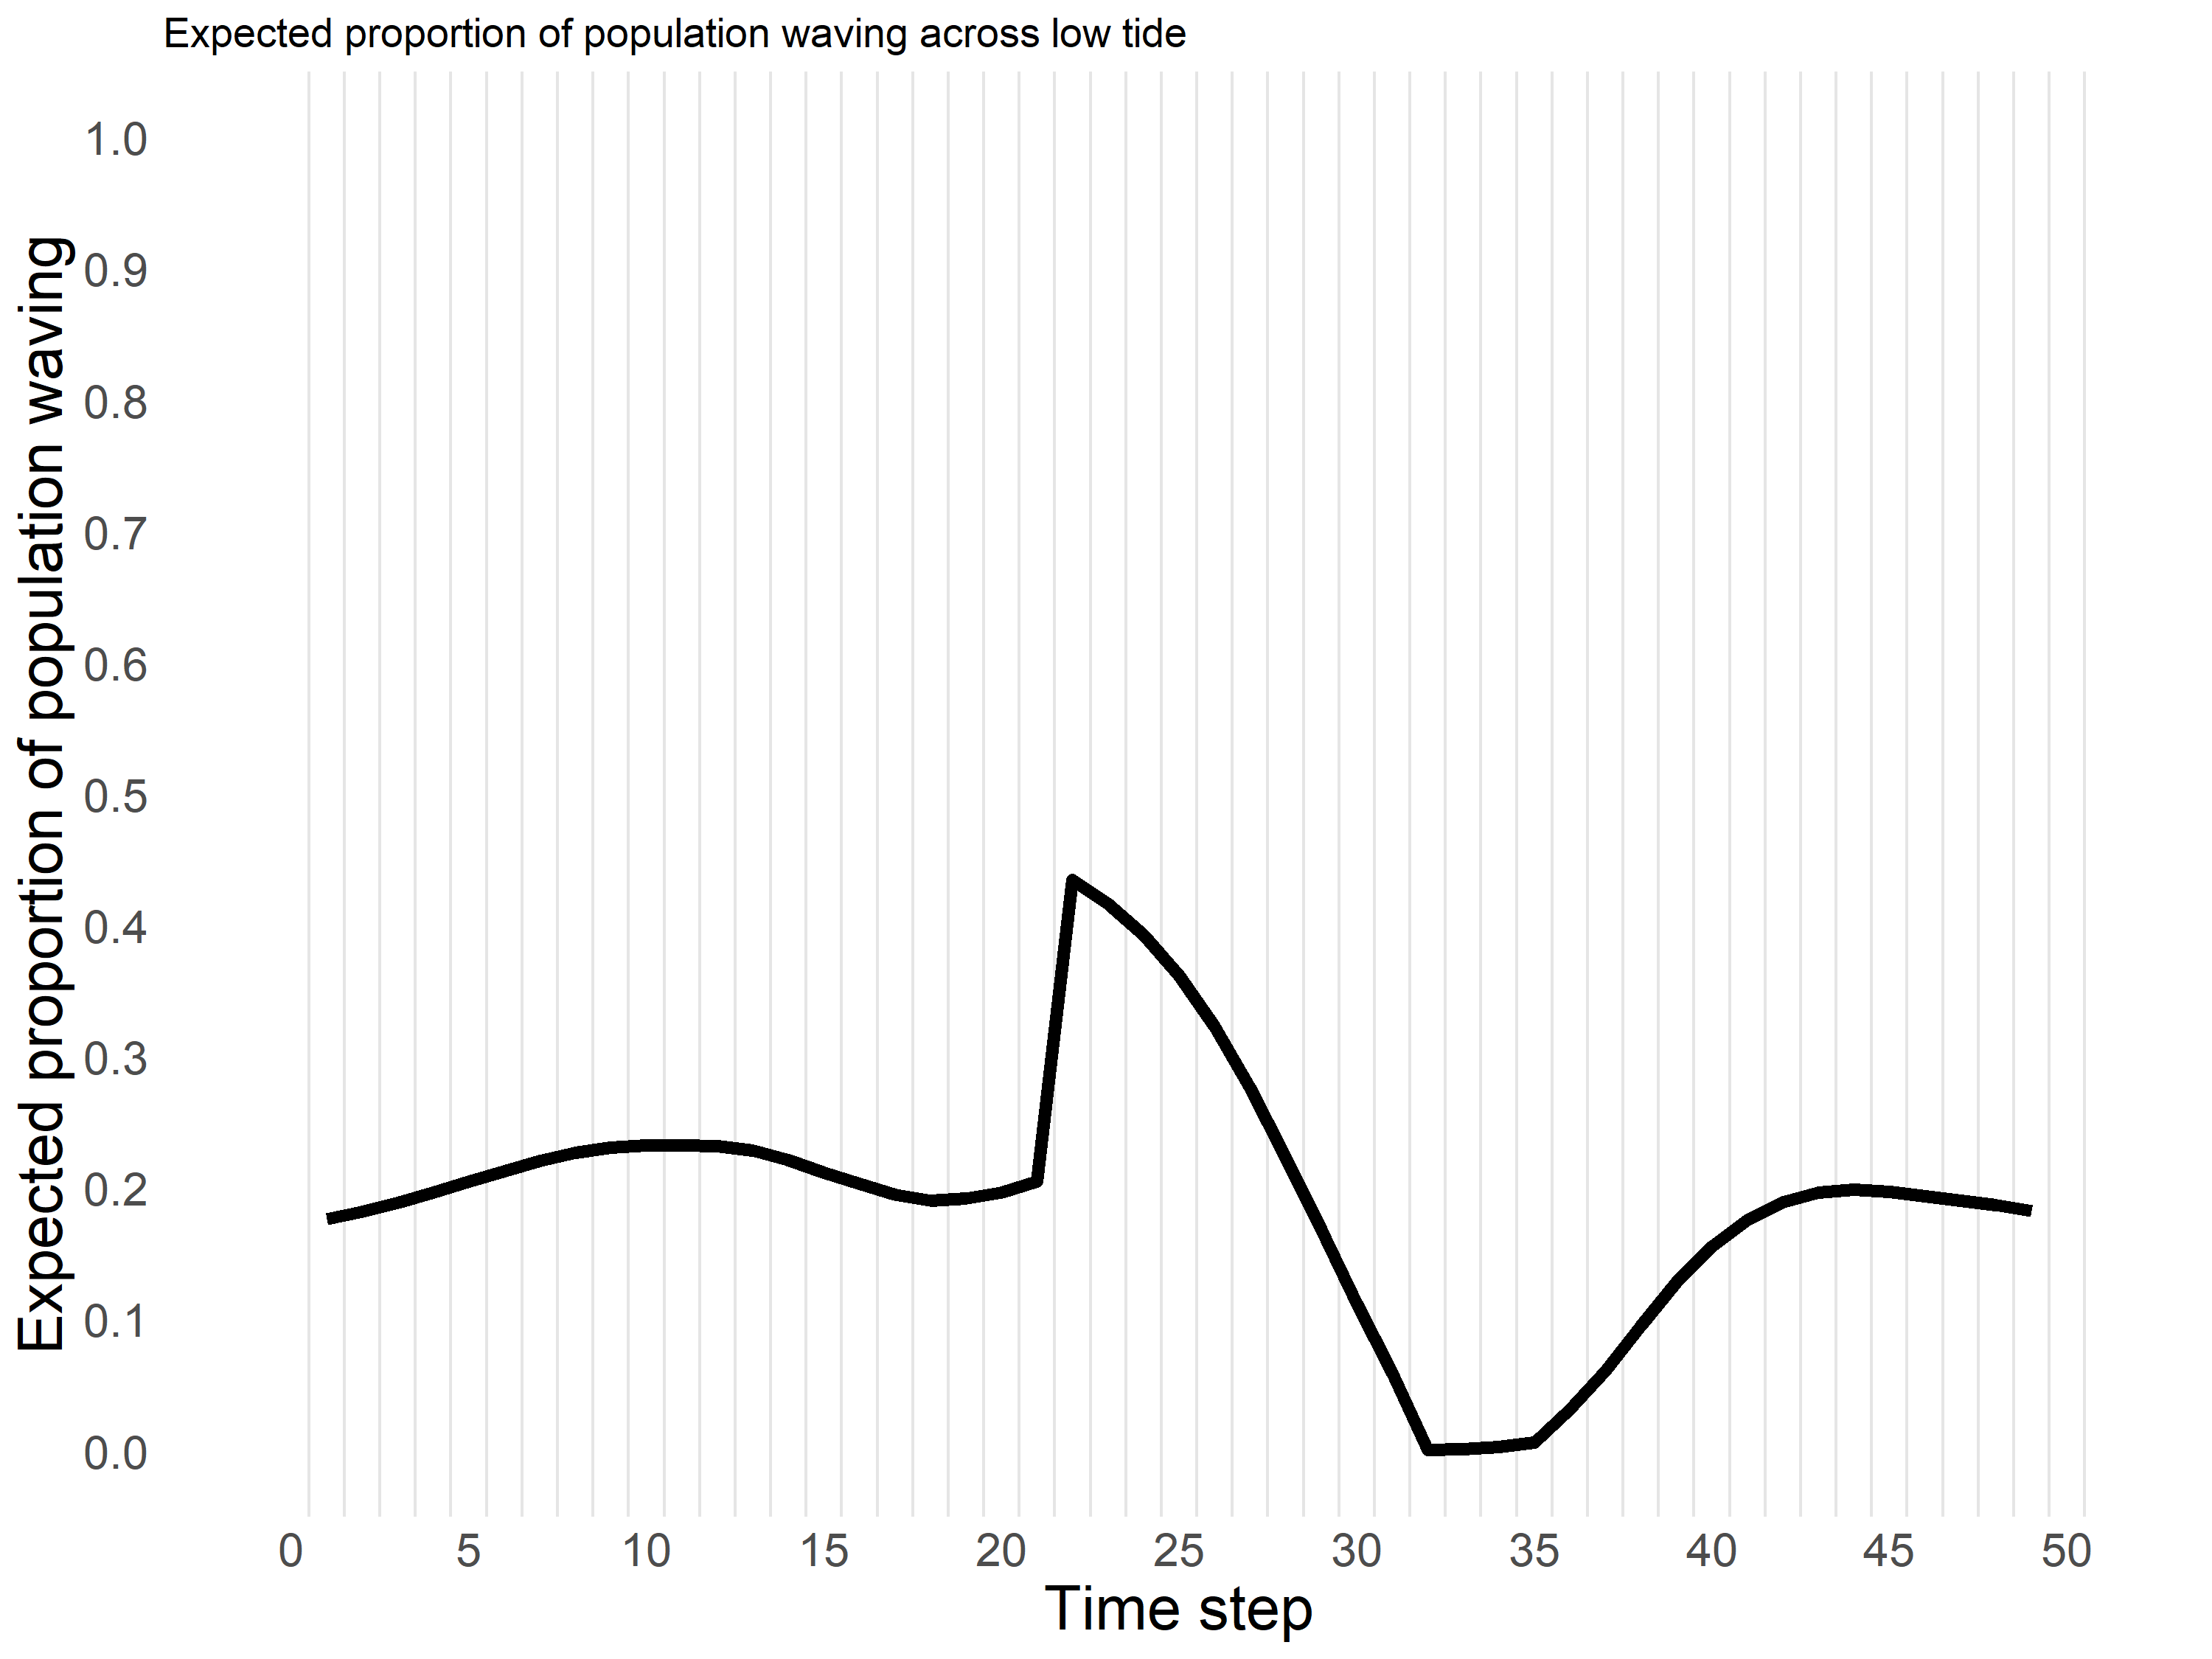 Expected proportion of population waving across low tide
Expected proportion of population waving
1.0
0.9
0.8
0.7
0.6
0.5
0.4
0.3
0.2
0.1
0.0
0 5 10 15 20 25 30 35 40 45 50
Time step